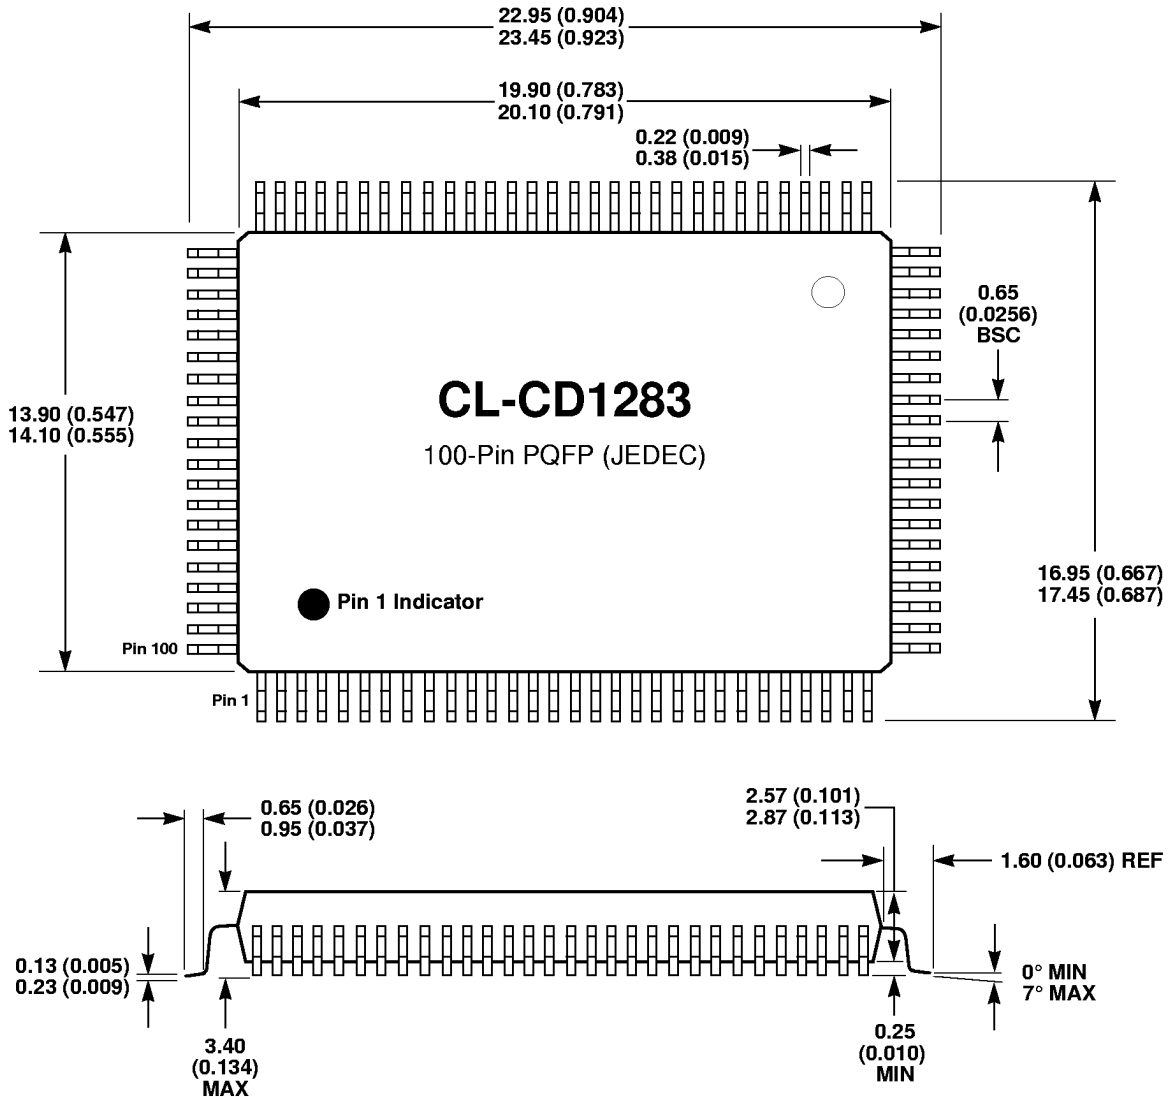 22.95 (0.904)
23.45 (0.923)
19.90 (0.783)
20.10 (0.791)
0.22 (0.009)
0.38 (0.015)
0.65
(0.0256)
BSC
CL-CD1283
13.90 (0.547)
14.10 (0.555)
100-Pin PQFP (JEDEC)
16.95 (0.667)
17.45 (0.687)
Pin 1 Indicator
Pin 100
Pin 1
0.65 (0.026)
0.95 (0.037)
2.57 (0.101)
2.87 (0.113)
1.60 (0.063) REF
0.13 (0.005)
0.23 (0.009)
0° MIN
7° MAX
3.40
(0.134)
MAX
0.25
(0.010)
MIN